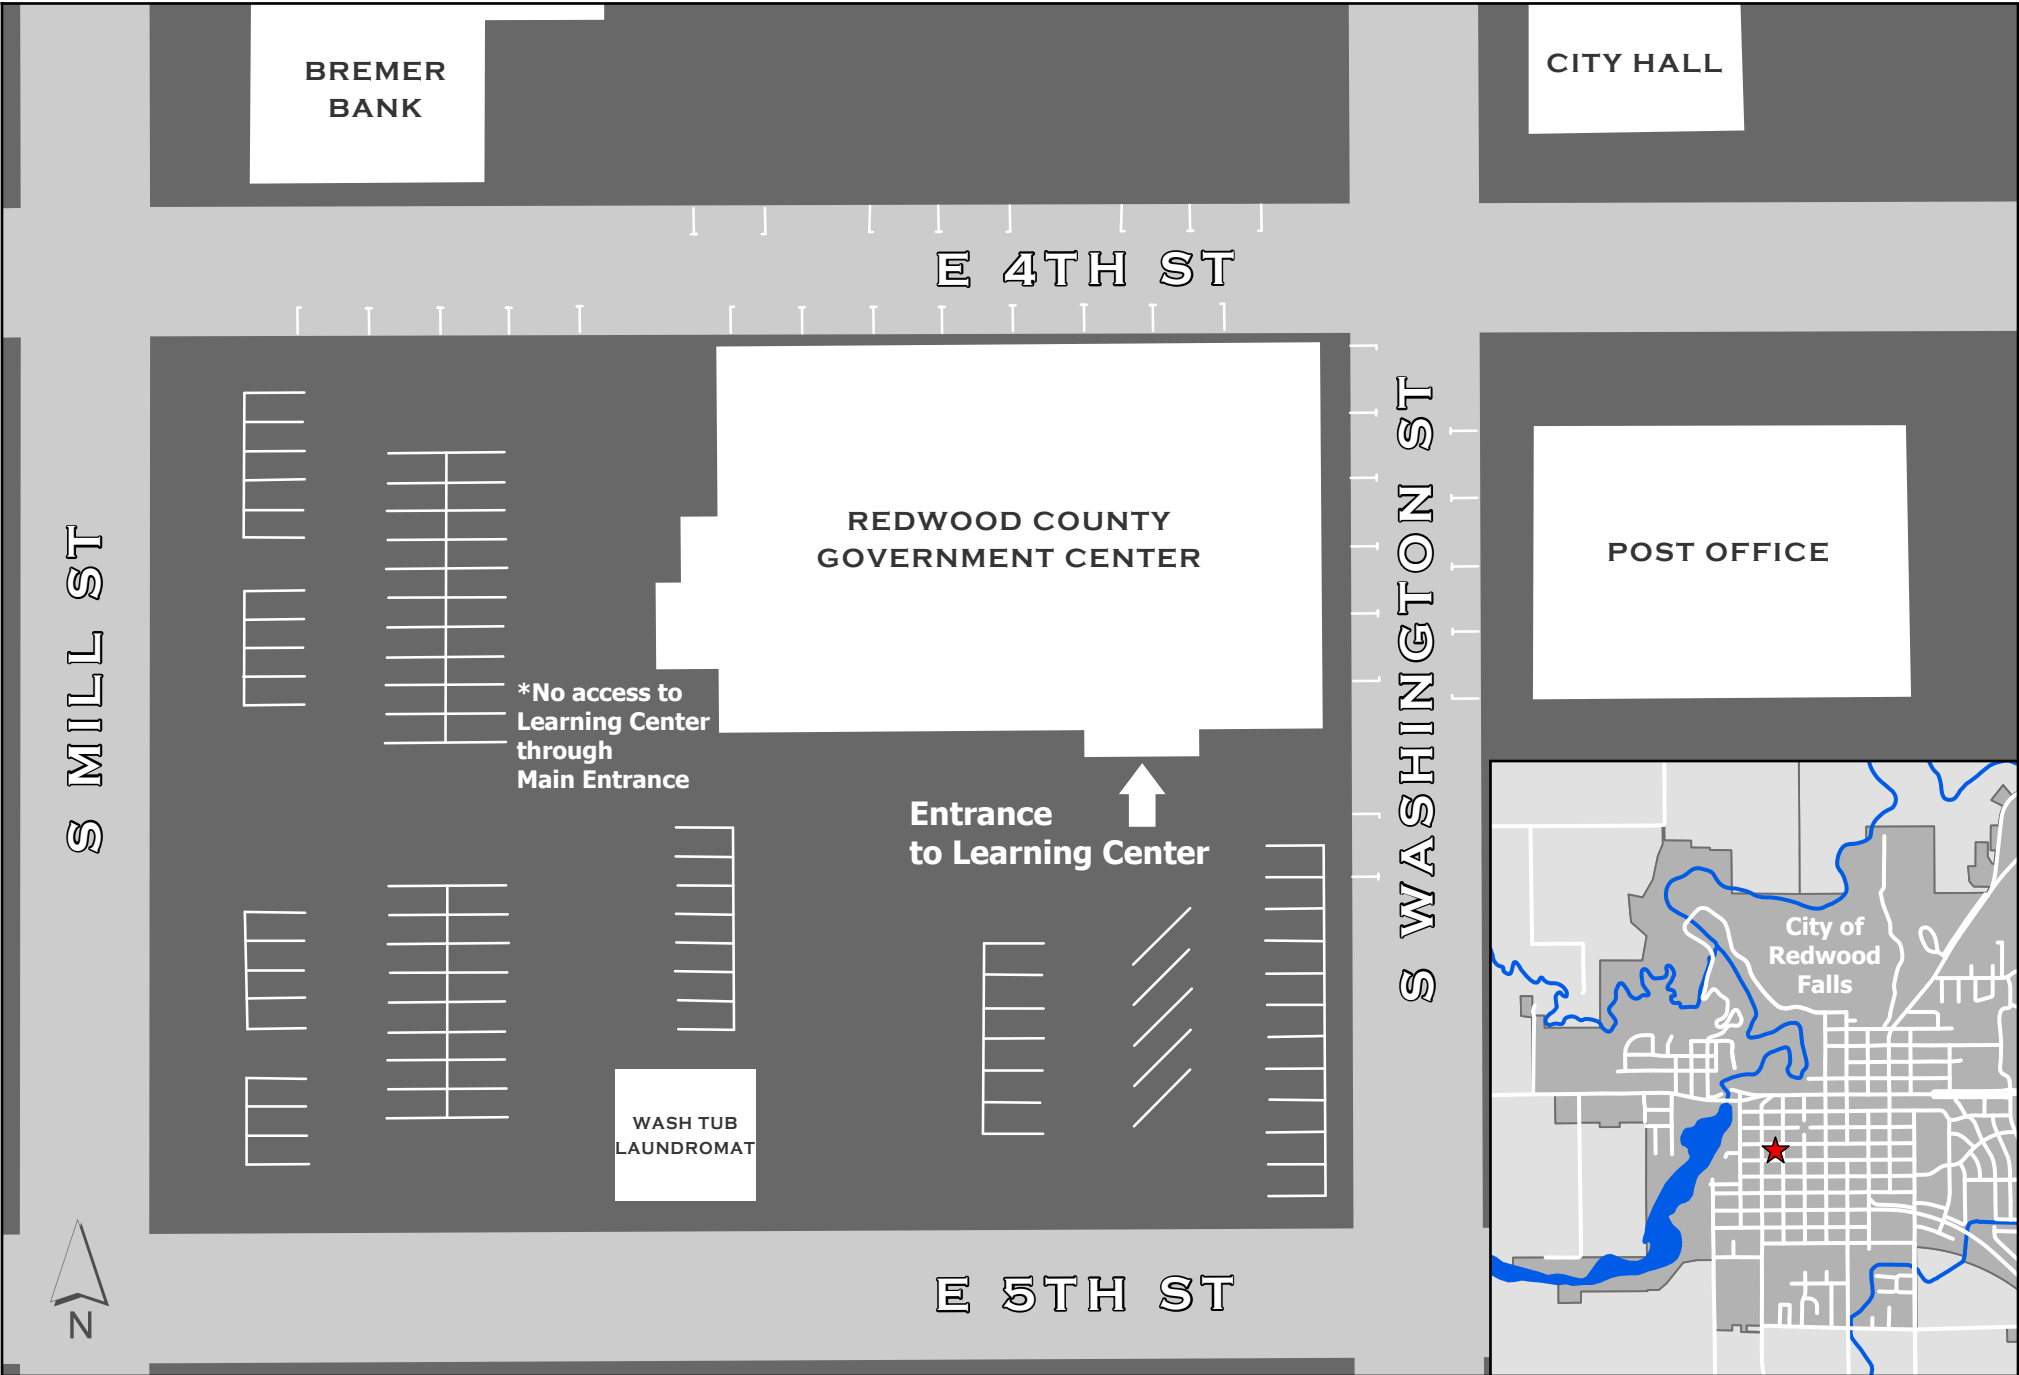 BREMER
BANK
CITY HALL
E 4TH ST
REDWOOD COUNTY
GOVERNMENT CENTER
POST OFFICE
S MILL ST
S WASHINGTON ST
*No access to
Learning Center
through
Main Entrance
Entrance
to Learning Center
WASH TUB
LAUNDROMAT
City of
Redwood
Falls
E 5TH ST
N